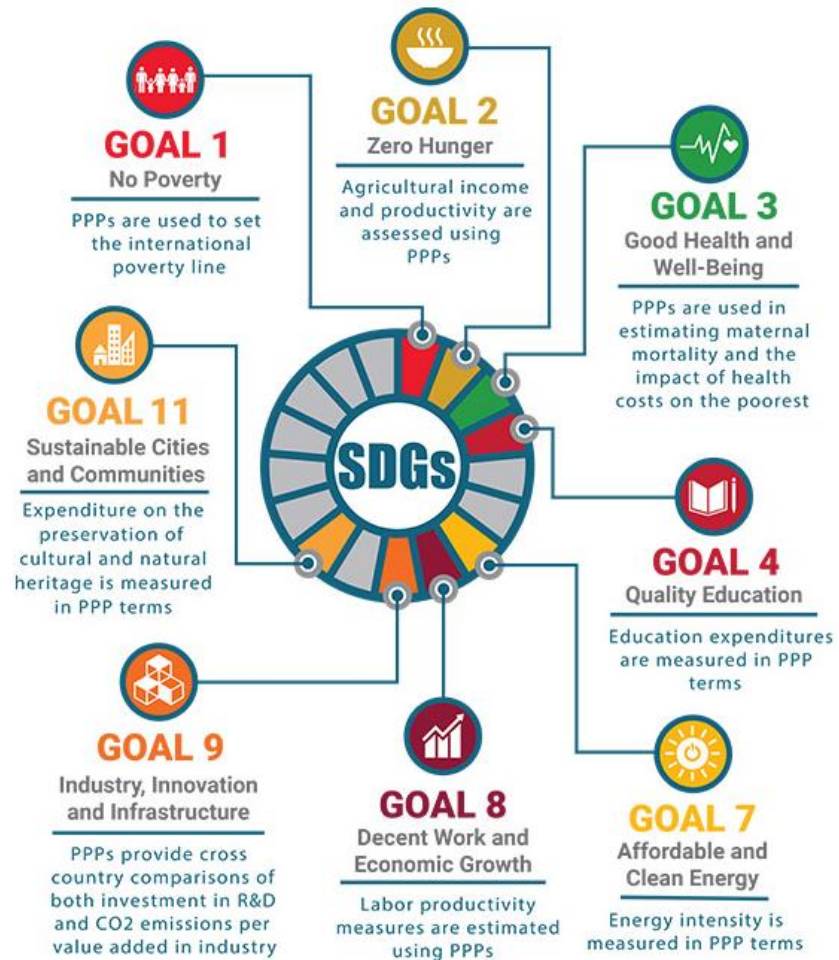 GOAL 1
No Poverty
PPPs are used to set
the international
poverty line
GOAL 2
Zero Hunger
Agricultural income
and productivity are
assessed using
PPPs
GOAL 3
Good Health and
Well-Being
PPPs are used in
estimating maternal
mortality and the
impact of health
costs on the poorest
GOAL 11
Sustainable Cities
and Communities
Expenditure on the
preservation of
cultural and natural
heritage is measured
in PPP terms
SDGs
GOAL 4
Quality Education
Education expenditures
are measured in PPP
terms
GOAL 9
Industry, Innovation
and Infrastructure
PPPs provide cross
country comparisons of
both investment in R&D
and CO2 emissions per
value added in industry
GOAL 8
Decent Work and
Economic Growth
Labor productivity
measures are estimated
using PPPs
GOAL 7
Affordable and
Clean Energy
Energy intensity is
measured in PPP terms